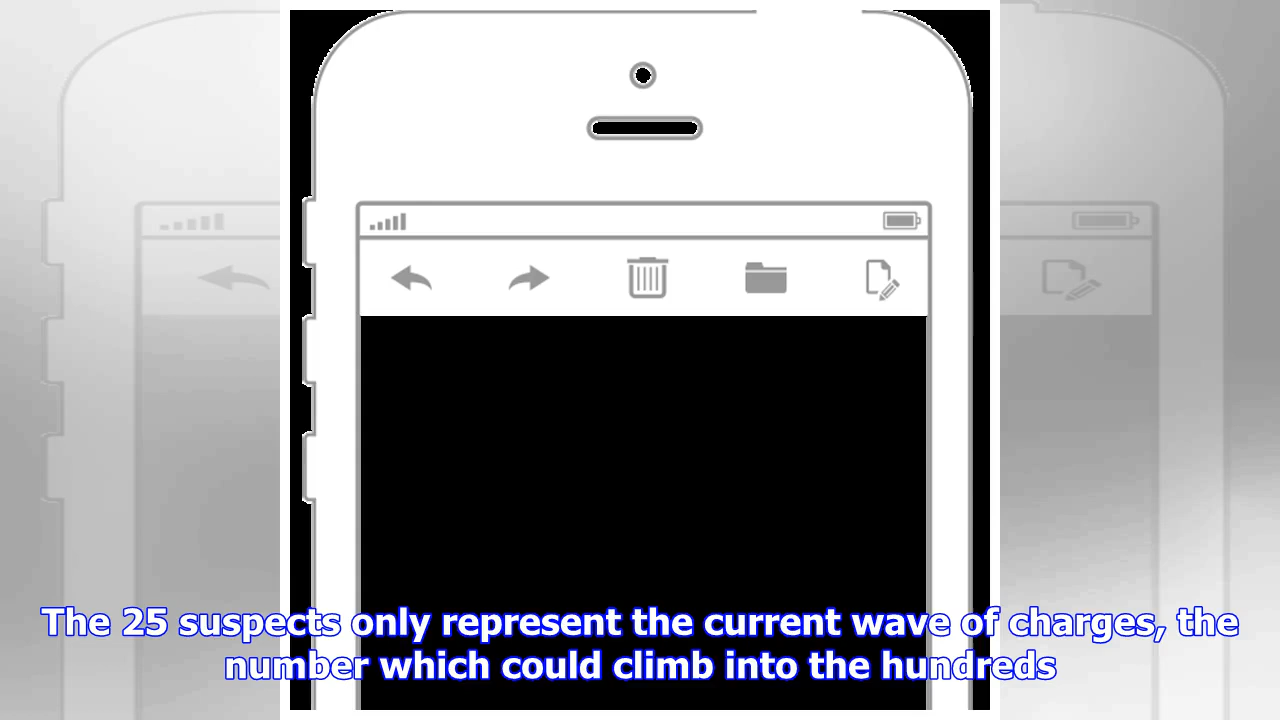 The 25 suspects only represent the current wave of charges, the
number which could climb into the hundreds